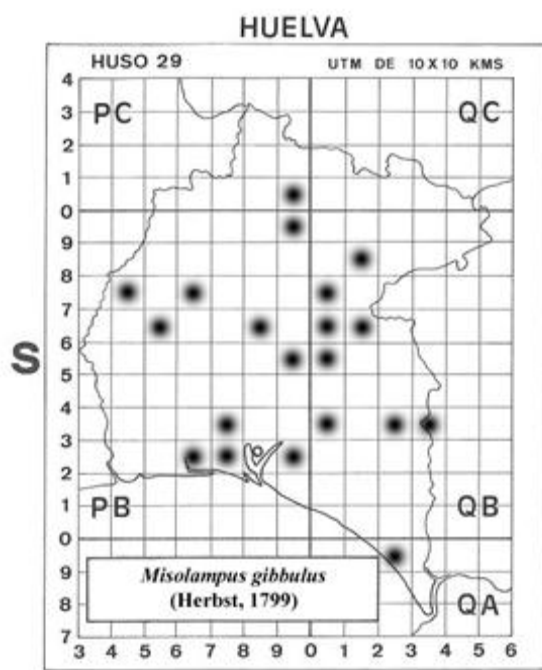 HUELVA
HUSO 29 UTM DE 10 X 10 KMS
4
PC QC
3
2
1
0
9
8
7
6
S
5
4
3
2
1
PB QB
0
9
8
QA
7
Misolampus gibbulus
(Herbst, 1799)
3 4 5 6 7 8 9 0 1 2 3 4 5 6